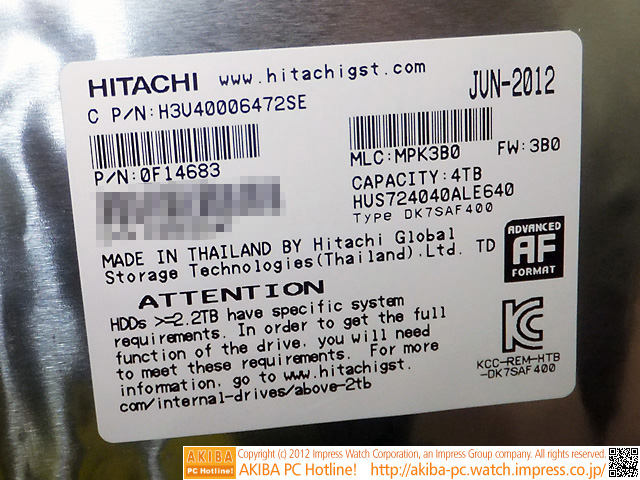 HITACHI www.hitachigst.com JUN-2012
C P/N:H3U40006472SE
P/N:0F14683
MLC:MPK3B0 FW:3B0
CAPACITY:4TB
HUS724040ALE640
Type DK7SAF400
MADE IN THAILAND BY Hitachi Global
Storage Technologies(Thailand).Ltd. TD
ADVANCED
AF
FORMAT
ATTENTION
HDDs >=2.2TB have specific system
requirements. In order to get the full
function of the drive, you will need
to meet these requirements. For more
information, go to www.hitachigst.
com/internal-drives/above-2tb
KC
KCC-REM-HTB
-DK7SAF400
AKIBA
PC Hotline!
Copyright (c) 2012 Impress Watch Corporation, an Impress Group company. All rights reserved.
AKIBA PC Hotline! http://akiba-pc.watch.impress.co.jp/